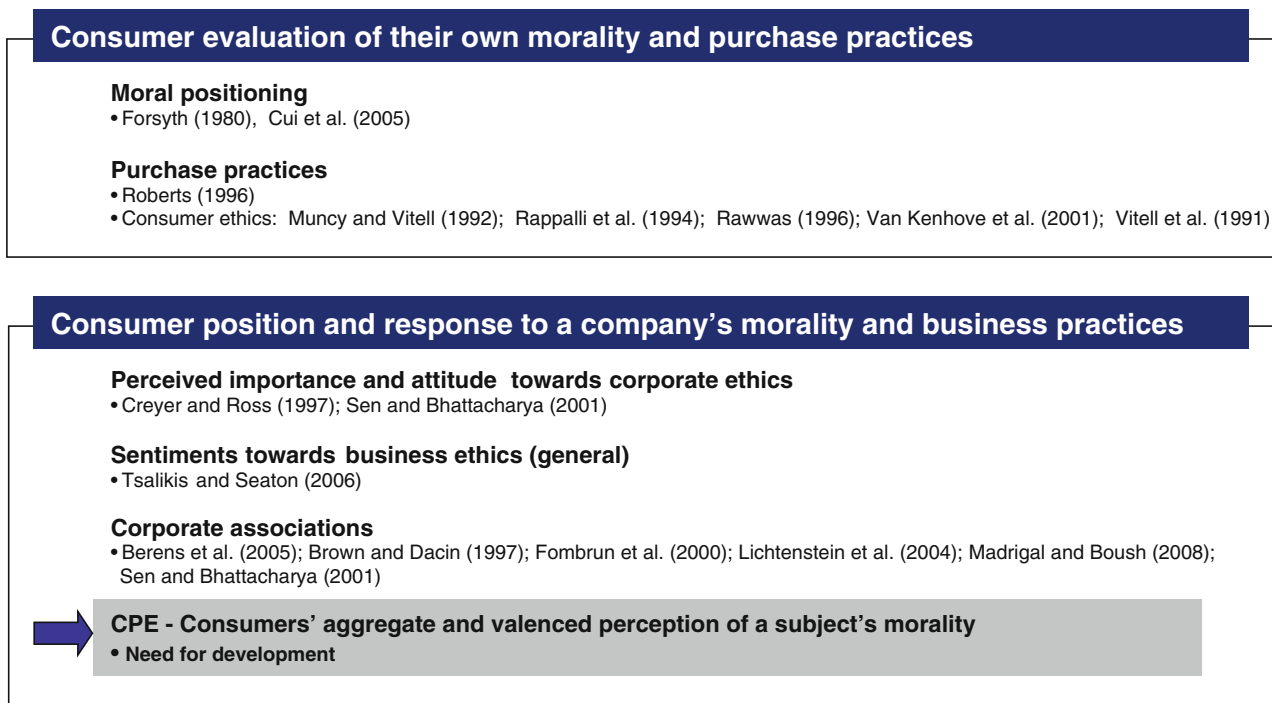 Consumer evaluation of their own morality and purchase practices
Moral positioning
• Forsyth (1980), Cui et al. (2005)
Purchase practices
• Roberts (1996)
• Consumer ethics: Muncy and Vitell (1992); Rappalli et al. (1994); Rawwas (1996); Van Kenhove et al. (2001); Vitell et al. (1991)
Consumer position and response to a company's morality and business practices
Perceived importance and attitude towards corporate ethics
• Creyer and Ross (1997); Sen and Bhattacharya (2001)
Sentiments towards business ethics (general)
• Tsalikis and Seaton (2006)
Corporate associations
• Berens et al. (2005); Brown and Dacin (1997); Fombrun et al. (2000); Lichtenstein et al. (2004); Madrigal and Boush (2008);
Sen and Bhattacharya (2001)
CPE - Consumers' aggregate and valenced perception of a subject's morality
• Need for development